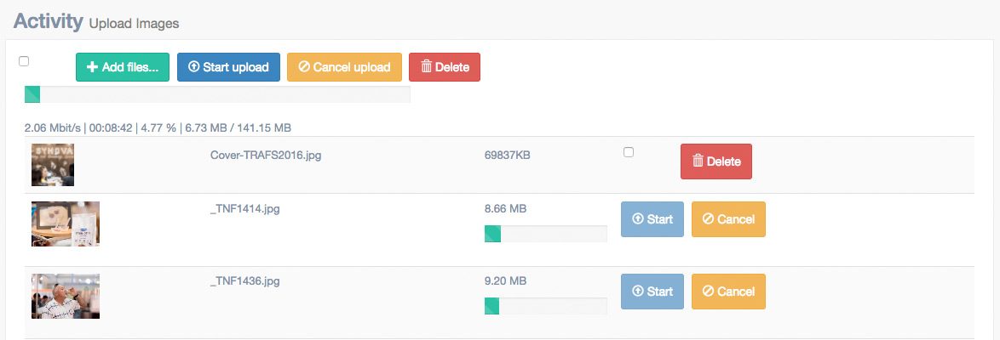 Activity Upload Images
Add files... Start upload Cancel upload Delete
2.06 Mbit/s | 00:08:42 | 4.77 % | 6.73 MB / 141.15 MB
SYNOVA
Cover-TRAFS2016.jpg 69837KB Delete
_TNF1414.jpg 8.66 MB Start Cancel
_TNF1436.jpg 9.20 MB Start Cancel